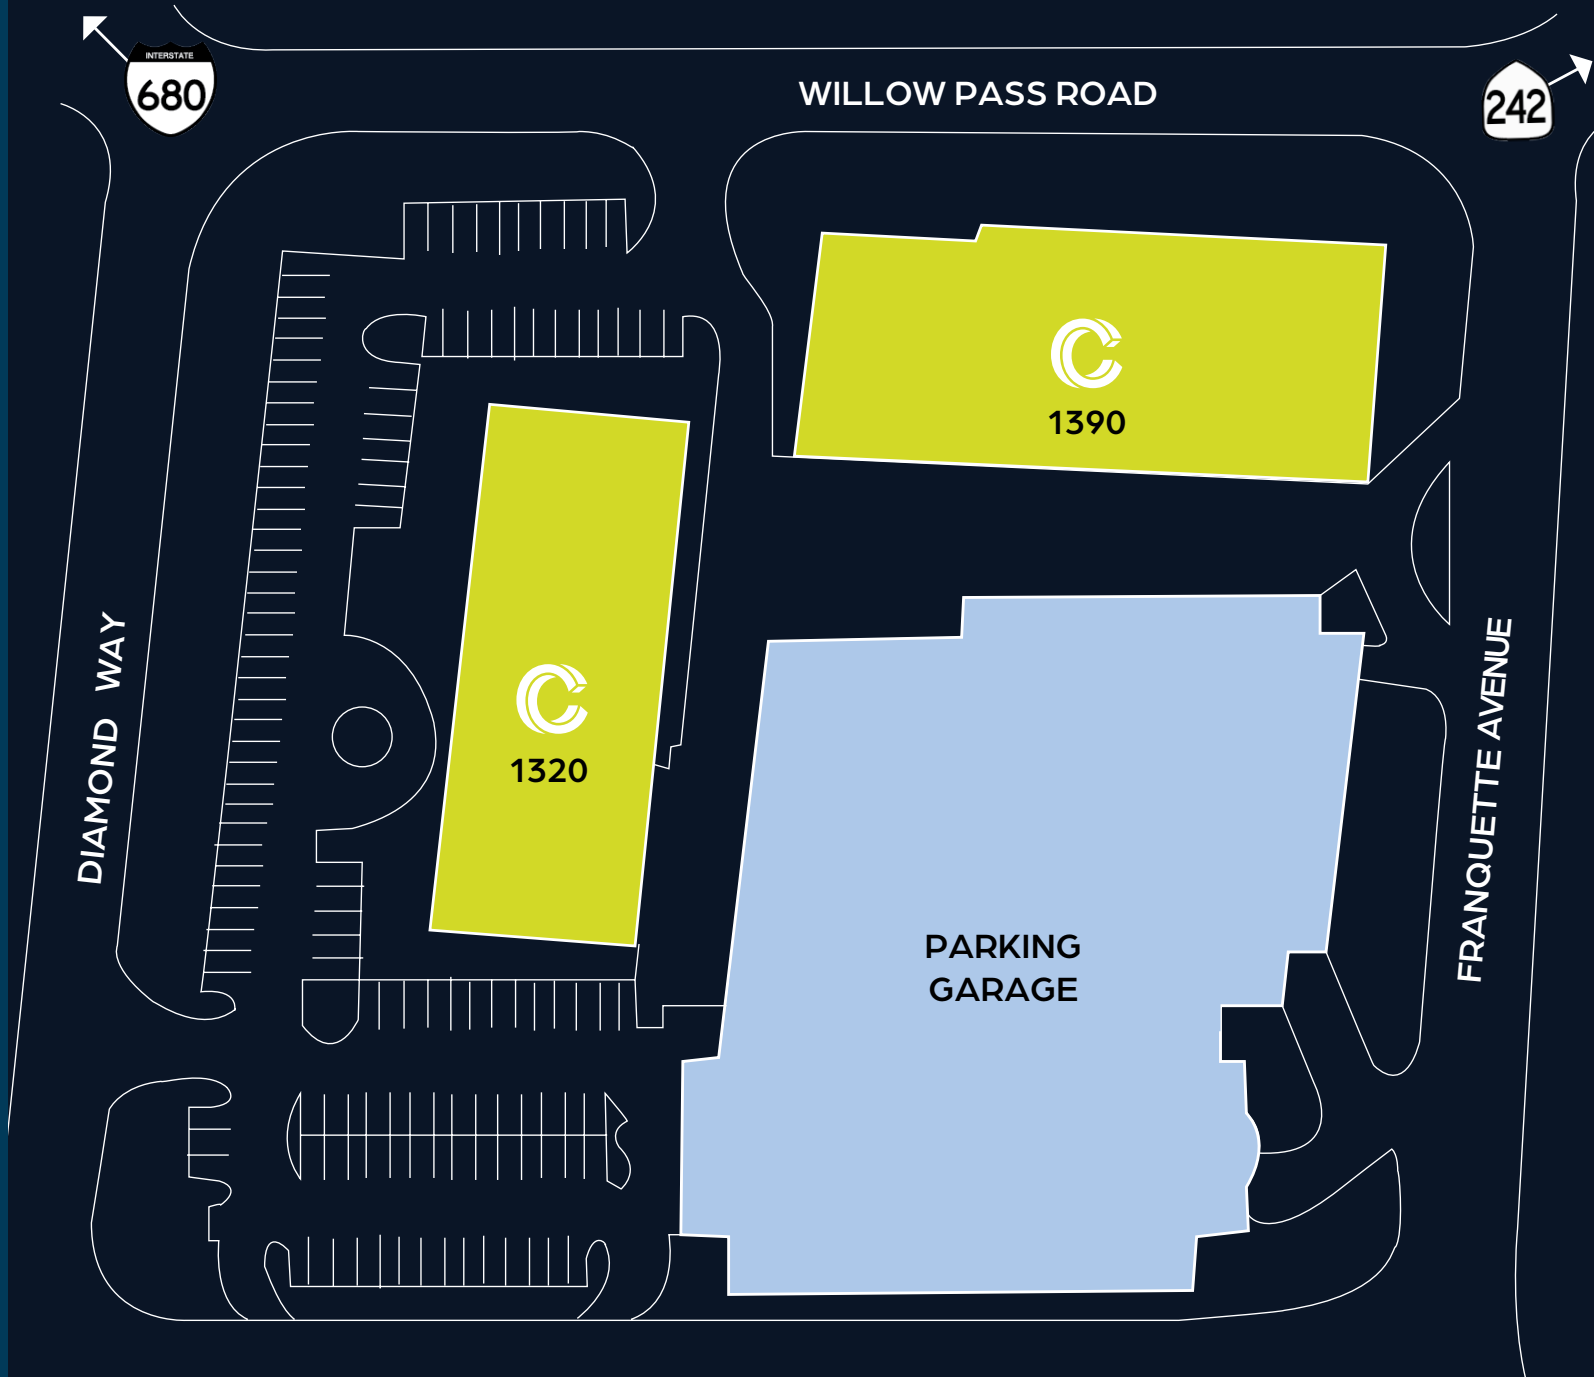 INTERSTATE
680
WILLOW PASS ROAD
242
1390
DIAMOND WAY
1320
FRANQUETTE AVENUE
PARKING
GARAGE